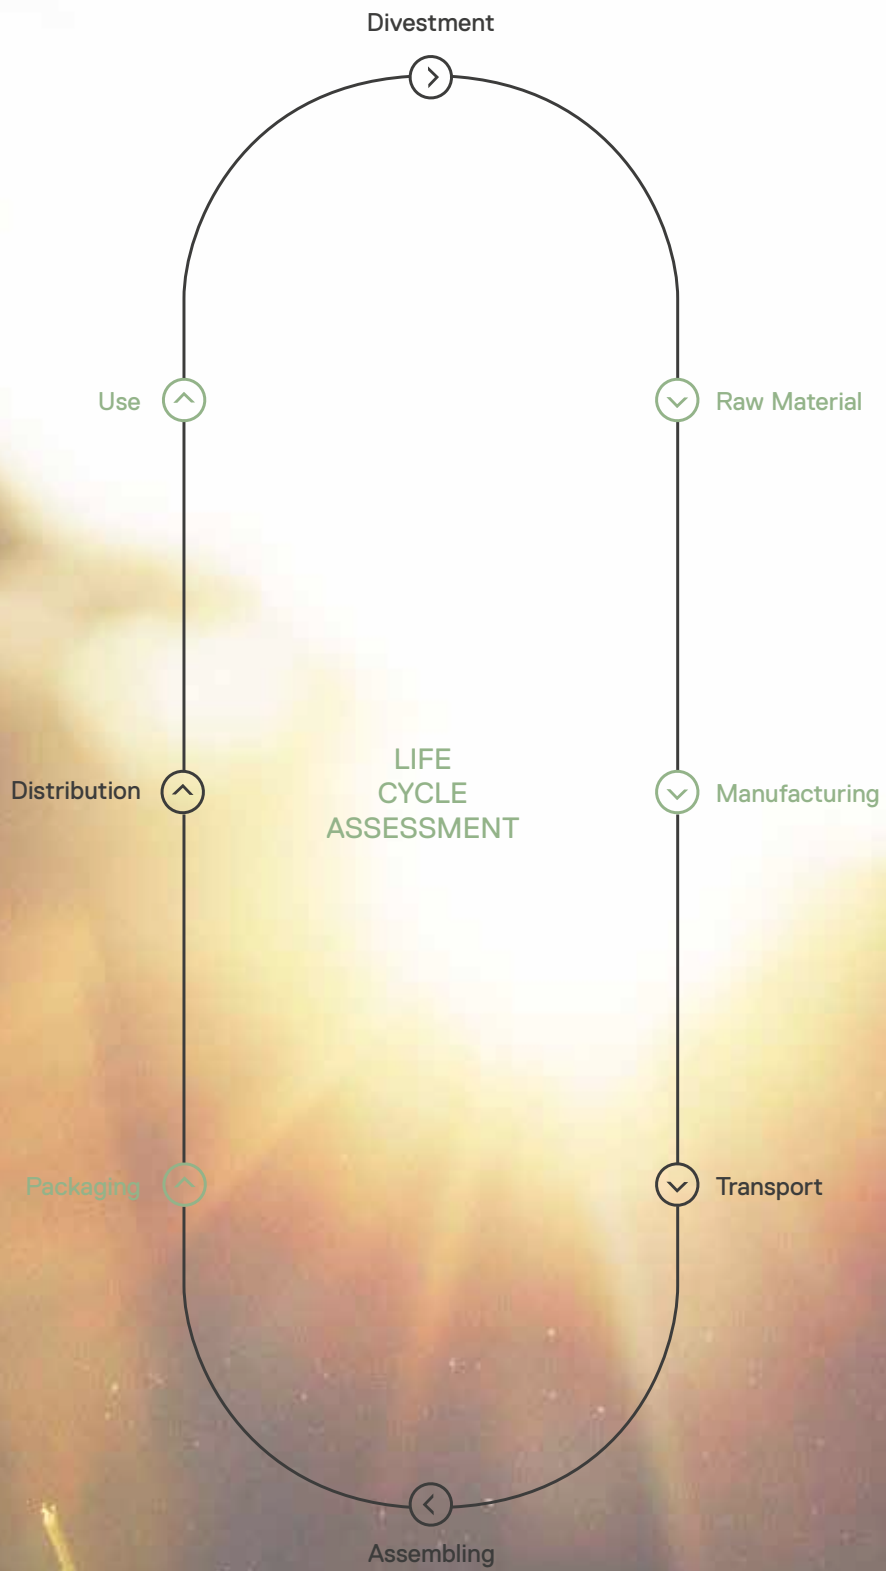 Divestment
Use
Raw Material
LIFE
CYCLE
ASSESSMENT
Distribution
Manufacturing
Packaging
Transport
Assembling